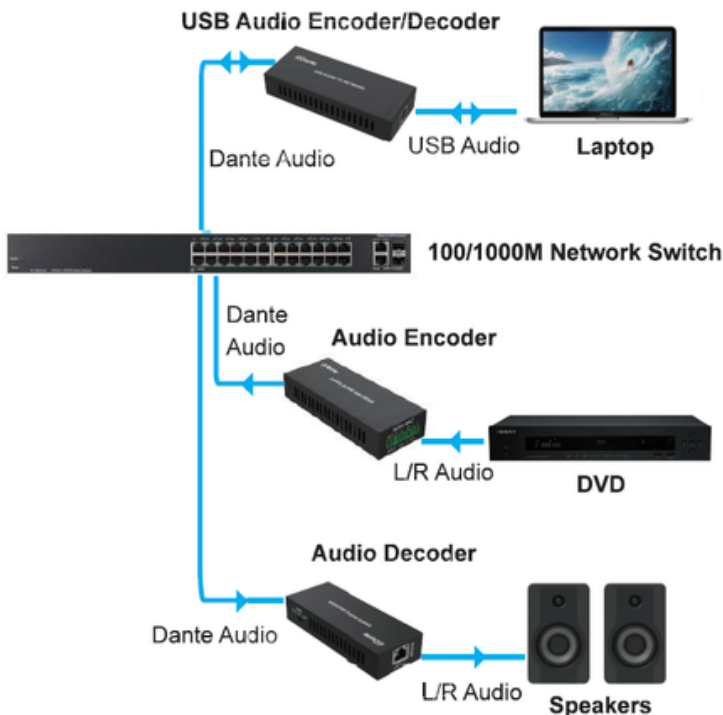 USB Audio Encoder/Decoder
Dante Audio
USB Audio
Laptop
100/1000M Network Switch
Dante
Audio
Audio Encoder
L/R Audio
DVD
Audio Decoder
Dante Audio
L/R Audio
Speakers